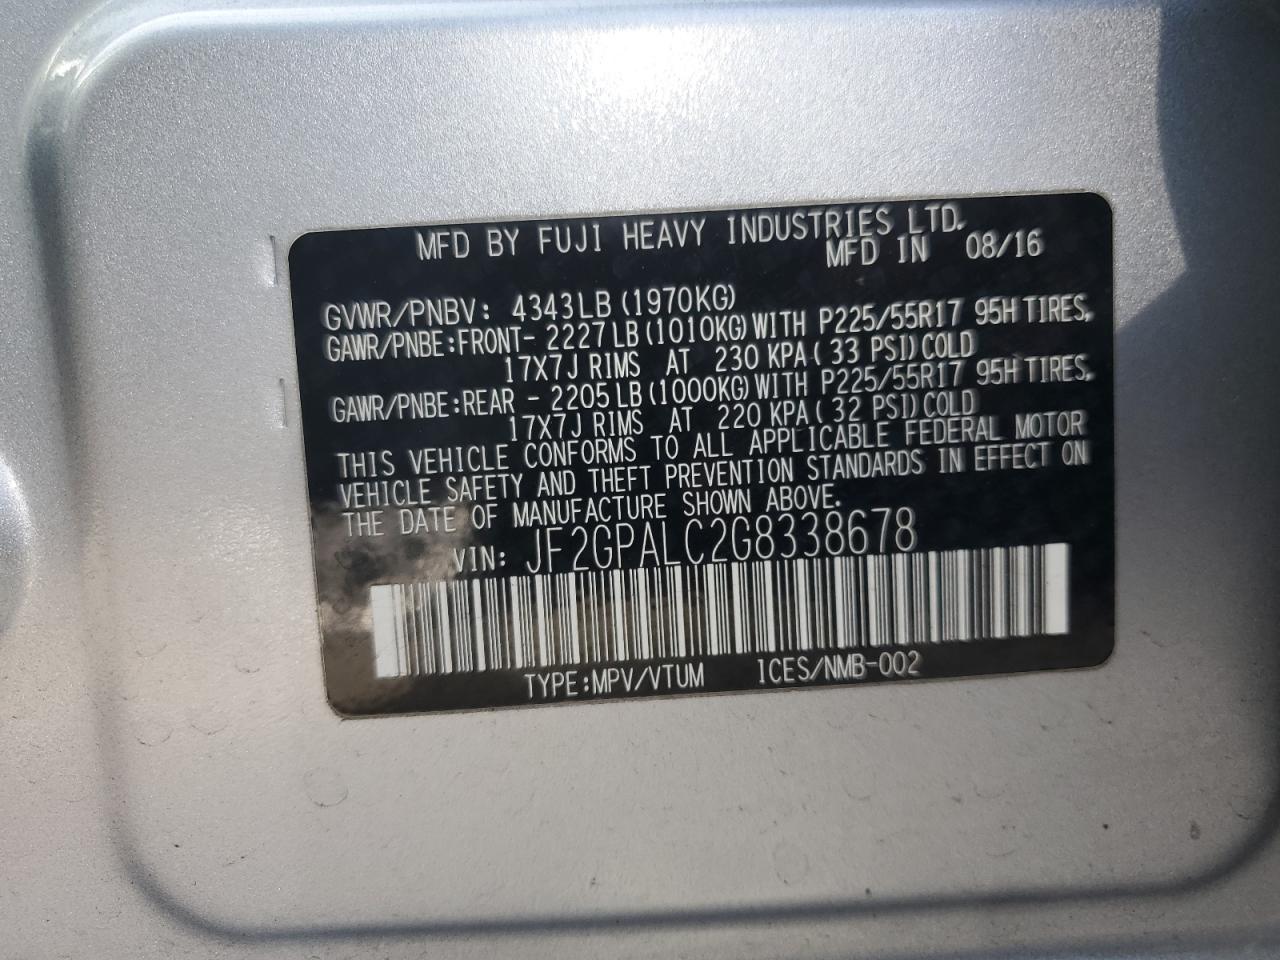 MFD BY FUJI HEAVY INDUSTRIES LTD.
MFD IN 08/16
GVWR/PNBV: 4343LB(1970KG)
GAWR/PNBE:FRONT- 2227LB(1010KG)WITH P225/55R17 95H TIRES,
17X7J RIMS AT 230 KPA(33 PSI)COLD
GAWR/PNBE:REAR - 2205LB(1000KG)WITH P225/55R17 95H TIRES,
17X7J RIMS AT 220 KPA(32 PSI)COLD
THIS VEHICLE CONFORMS TO ALL APPLICABLE FEDERAL MOTOR
VEHICLE SAFETY AND THEFT PREVENTION STANDARDS IN EFFECT ON
THE DATE OF MANUFACTURE SHOWN ABOVE.
VIN: JF2GPALC2G8338678
TYPE:MPV/VTUM ICES/NMB-002